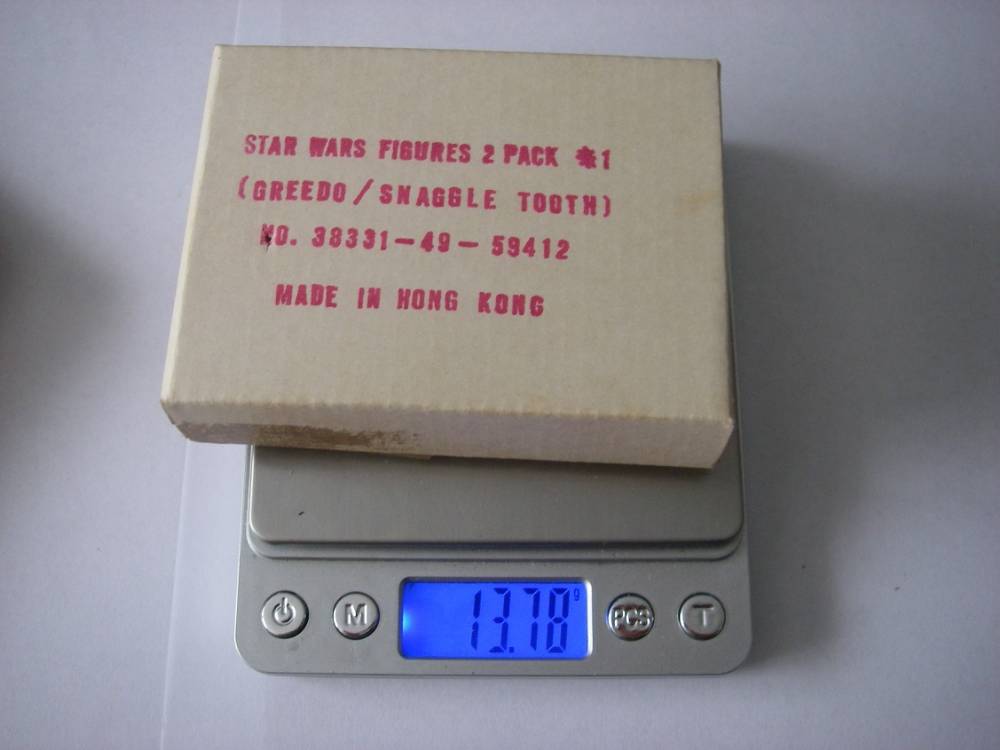 STAR WARS FIGURES 2 PACK #1
(GREEDO/SNAGGLE TOOTH)
NO. 38331-49-59412
MADE IN HONG KONG
M 13.78 g PCS T